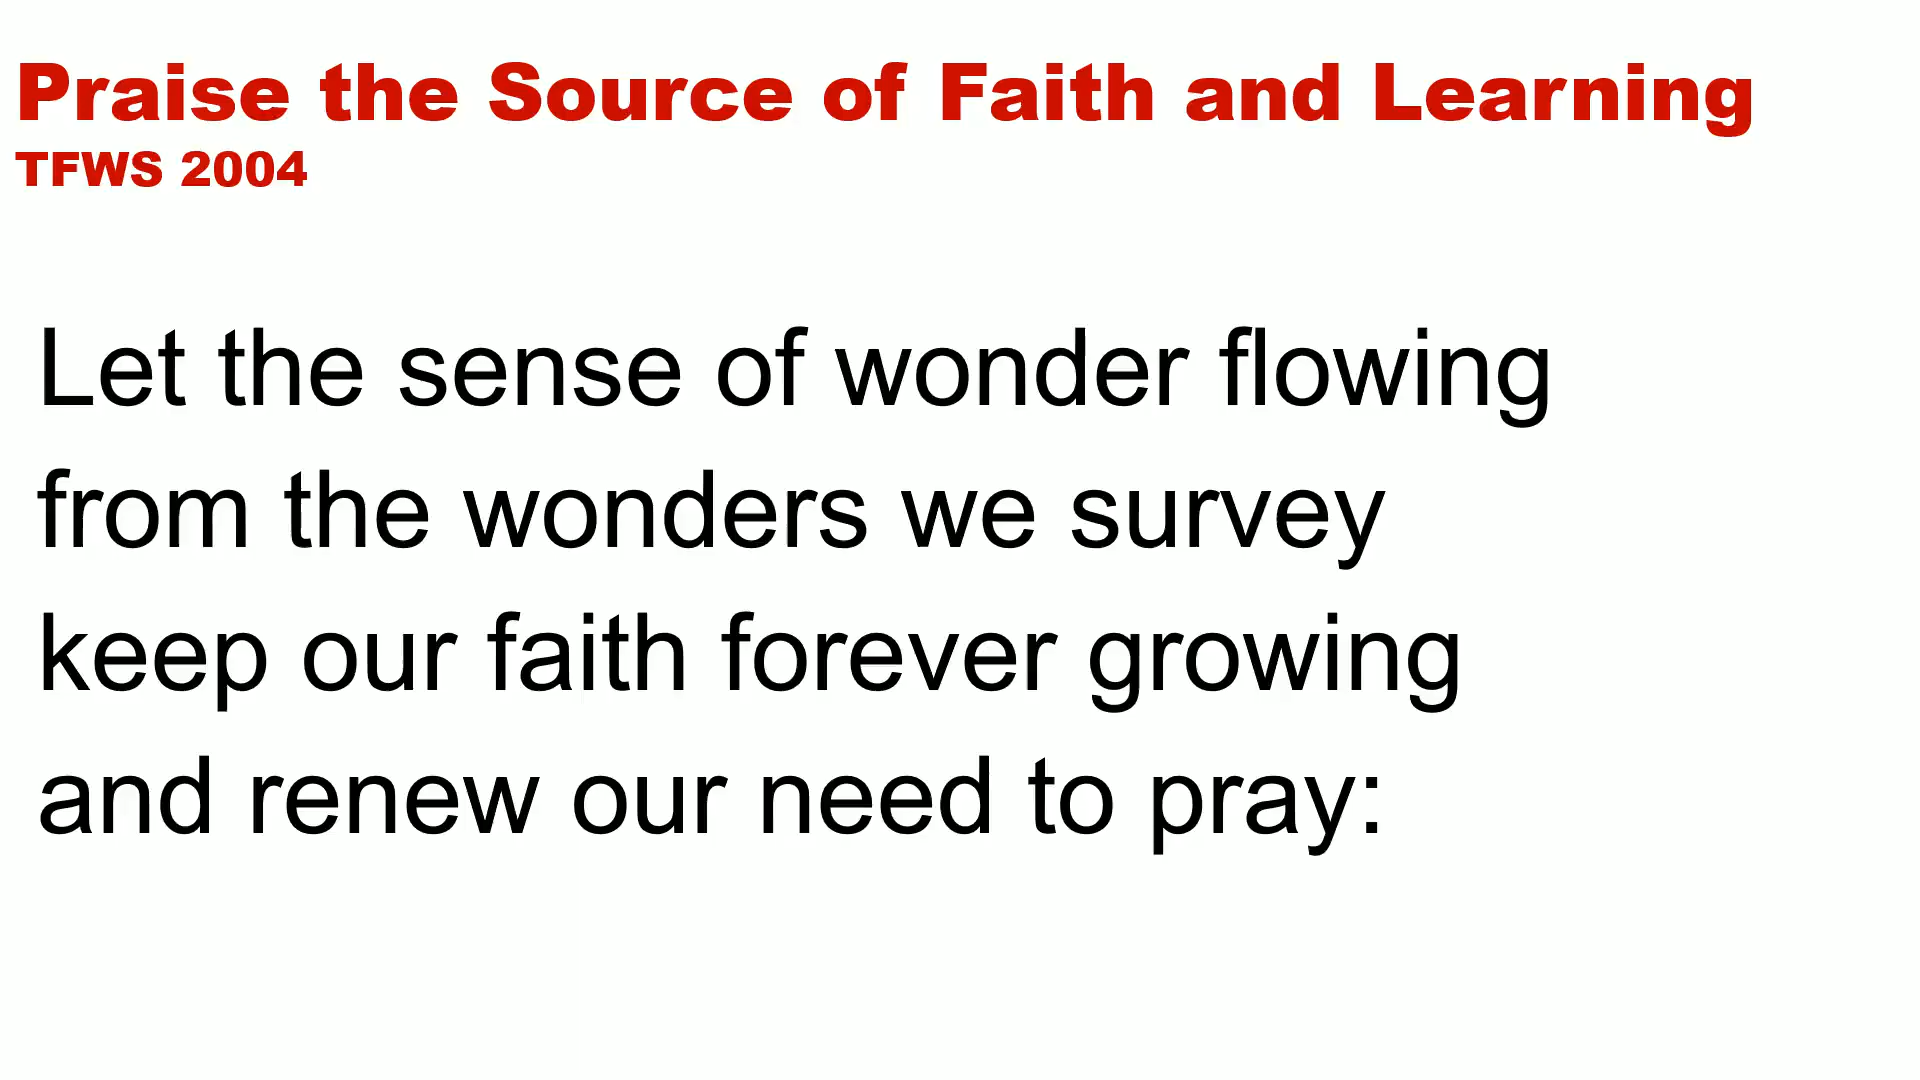 Praise the Source of Faith and Learning
TFWS 2004
Let the sense of wonder flowing
from the wonders we survey
keep our faith forever growing
and renew our need to pray: